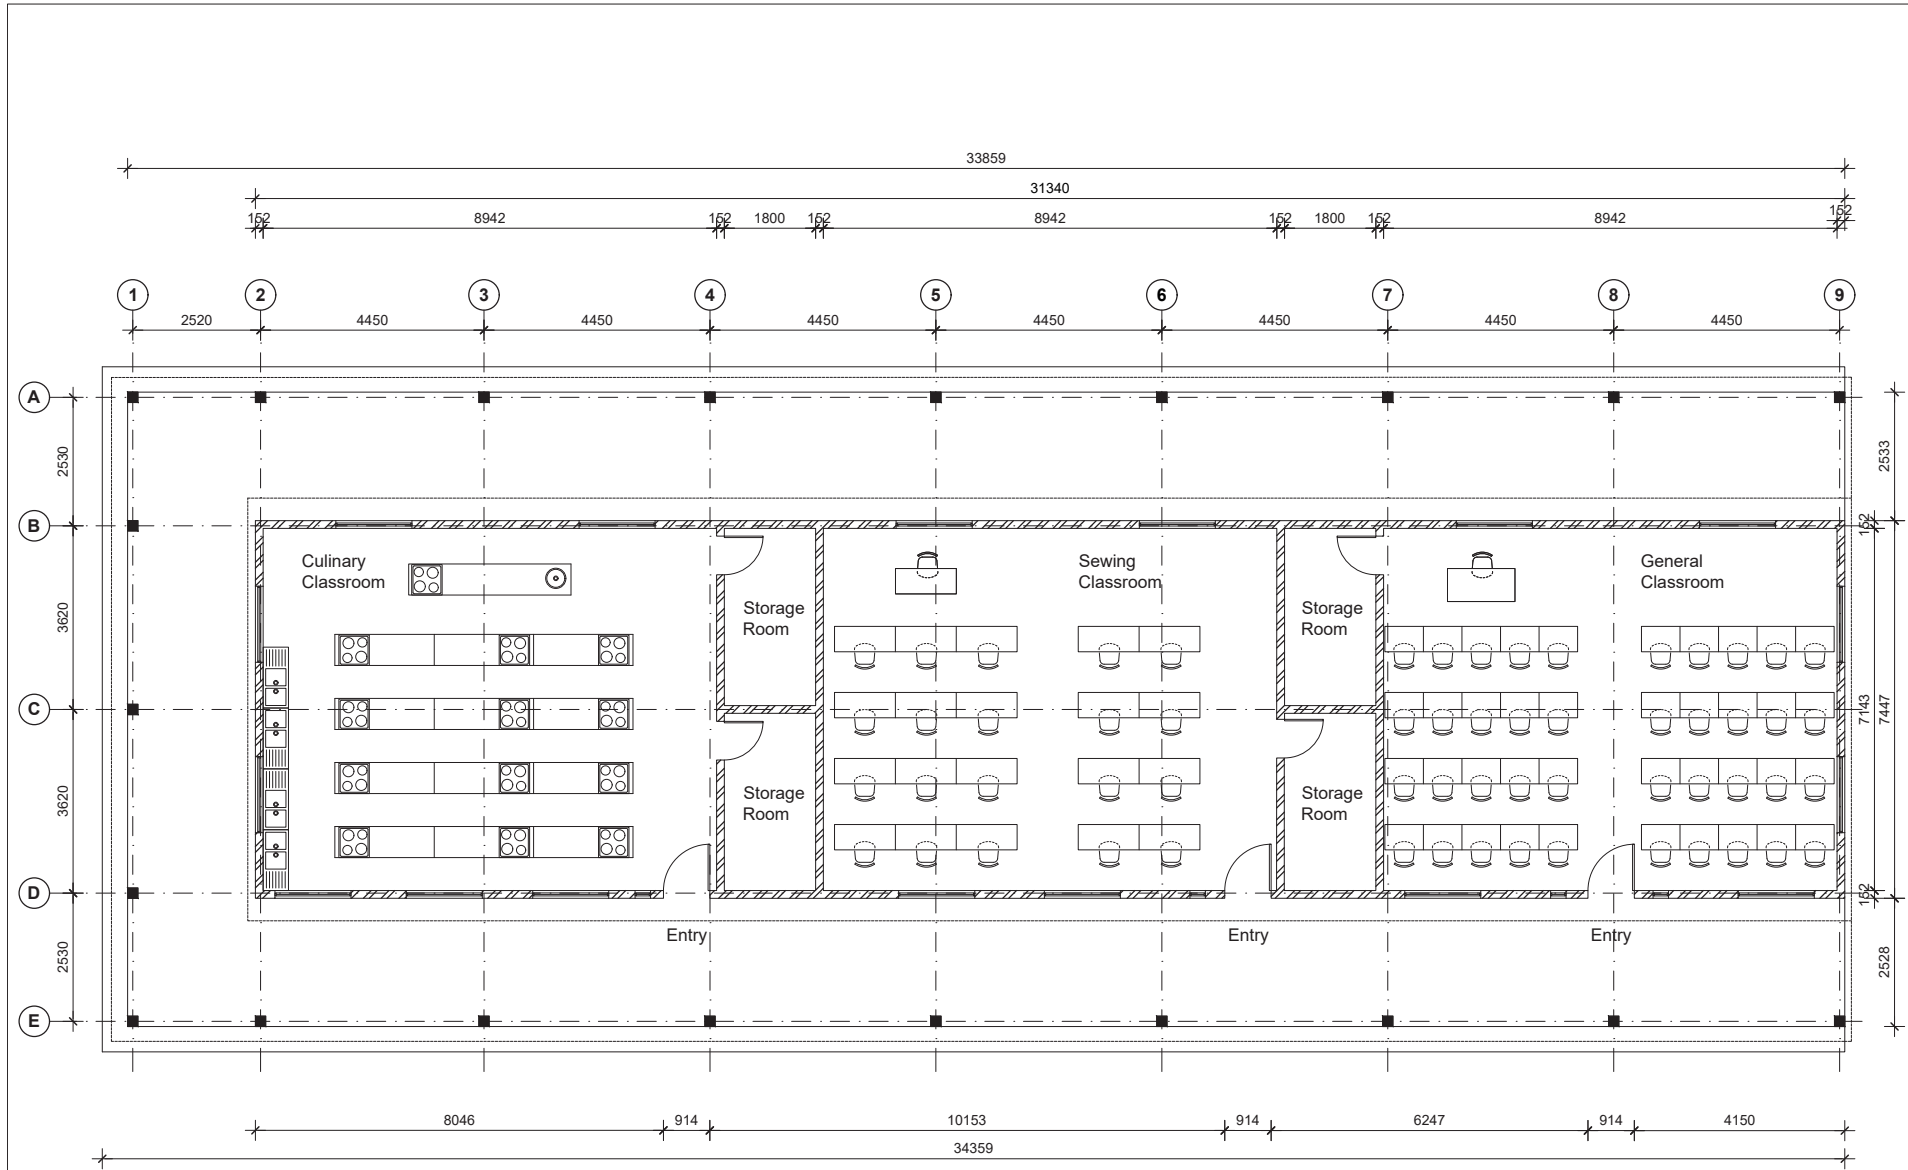 33859
31340
152 8942 152 1800 152 8942 152 1800 152 8942 152
1 2 3 4 5 6 7 8 9
2520 4450 4450 4450 4450 4450 4450 4450
A
2530
2533
B
152
Culinary
Classroom
Sewing
Classroom
General
Classroom
Storage
Room
Storage
Room
3620
C
7143
7447
3620
Storage
Room
Storage
Room
D
152
Entry
Entry
Entry
2530
2528
E
8046 914 10153 914 6247 914 4150
34359